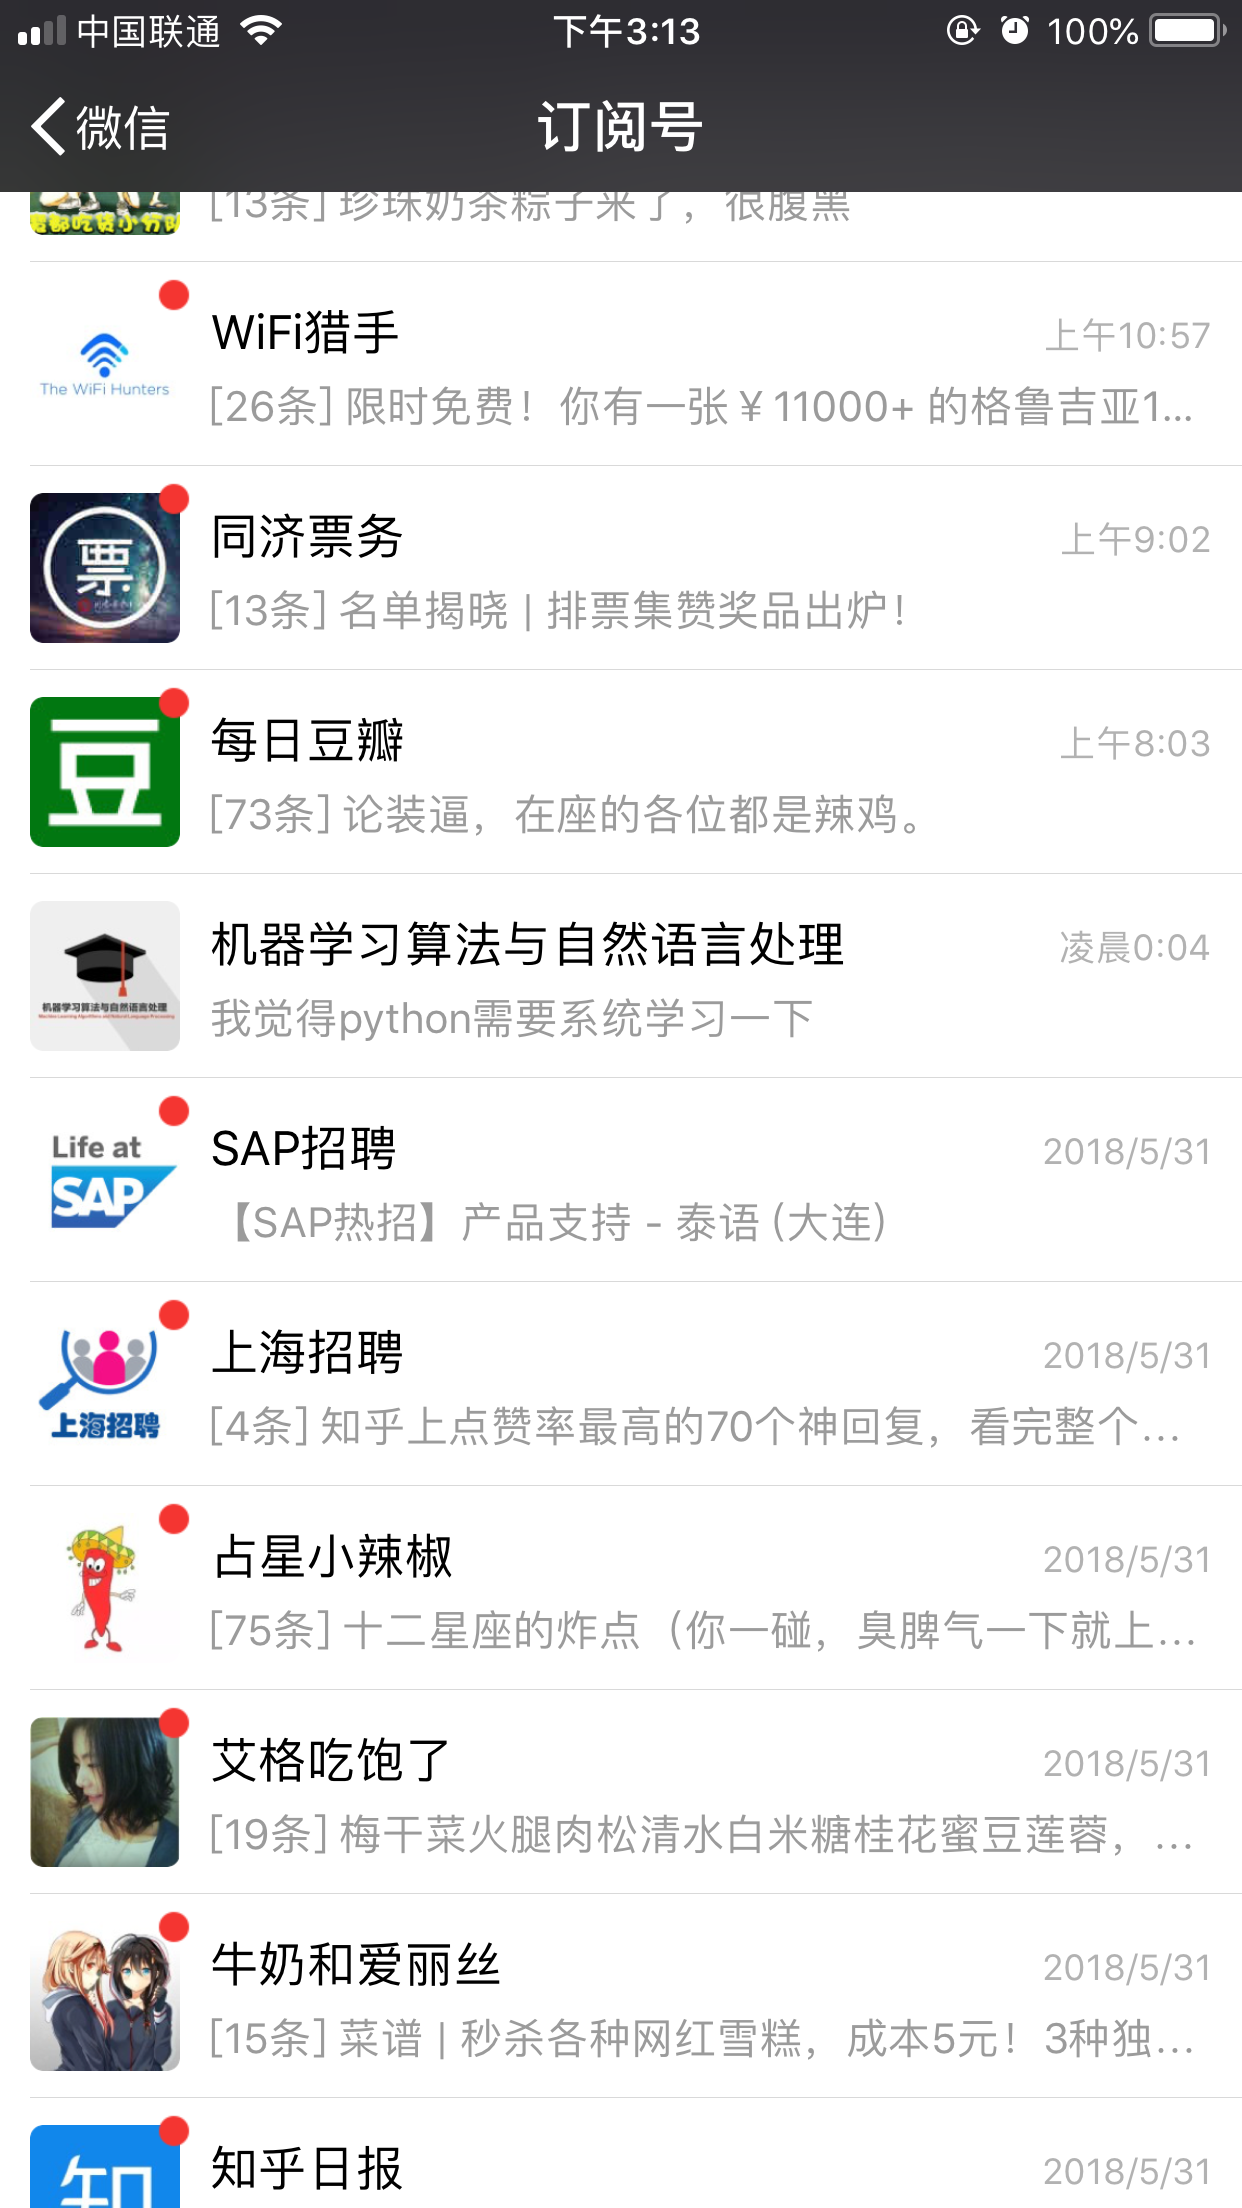 中国联通
下午3:13
100%
微信
订阅号
君都吃货小分队
[13条] 珍珠奶茶粽子来了，很腹黑
The WiFi Hunters
WiFi猎手
上午10:57
[26条] 限时免费！你有一张￥11000+ 的格鲁吉亚1...
票
同济票务
上午9:02
[13条] 名单揭晓 | 排票集赞奖品出炉！
豆
每日豆瓣
上午8:03
[73条] 论装逼，在座的各位都是辣鸡。
机器学习算法与自然语言处理
Machine Learning Algorithms and Natural Language Processing
机器学习算法与自然语言处理
凌晨0:04
我觉得python需要系统学习一下
Life at
SAP
SAP招聘
2018/5/31
【SAP热招】产品支持 - 泰语 (大连)
上海招聘
上海招聘
2018/5/31
[4条] 知乎上点赞率最高的70个神回复，看完整个...
占星小辣椒
2018/5/31
[75条] 十二星座的炸点（你一碰，臭脾气一下就上...
艾格吃饱了
2018/5/31
[19条] 梅干菜火腿肉松清水白米糖桂花蜜豆莲蓉，...
牛奶和爱丽丝
2018/5/31
[15条] 菜谱 | 秒杀各种网红雪糕，成本5元！3种独...
知
知乎日报
2018/5/31